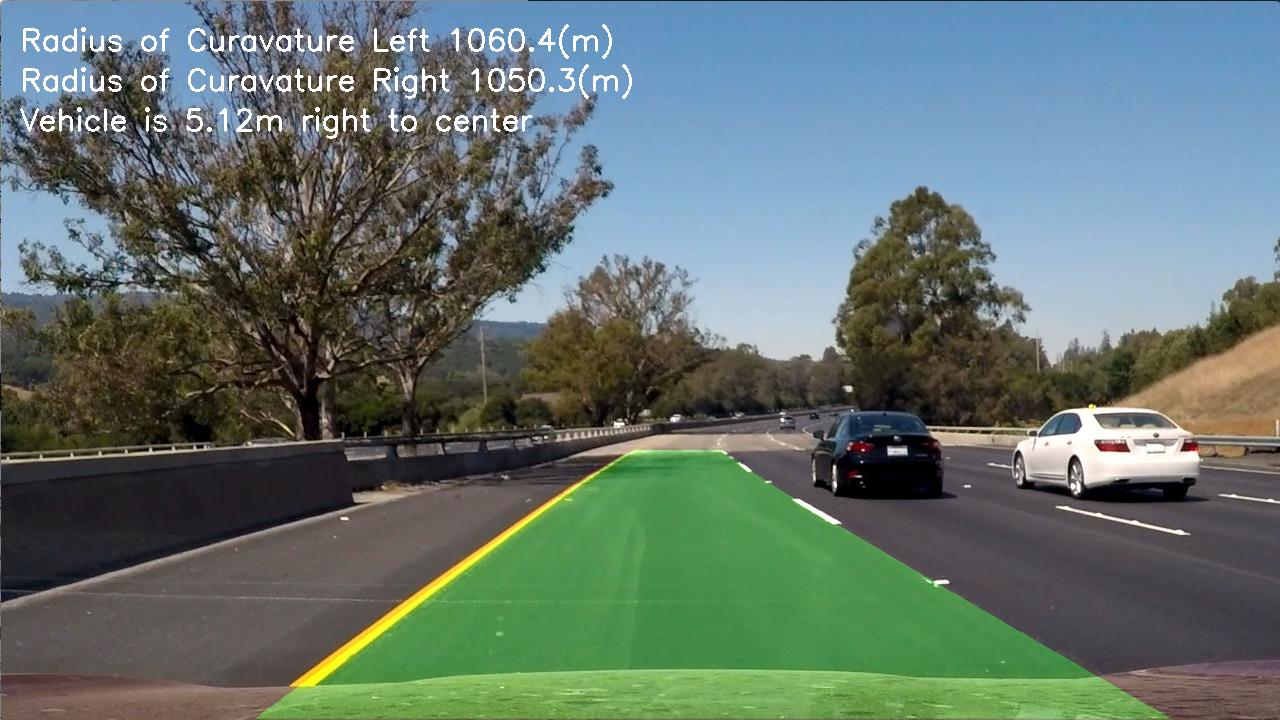 Radius of Curavature Left 1060.4(m)
Radius of Curavature Right 1050.3(m)
Vehicle is 5.12m right to center